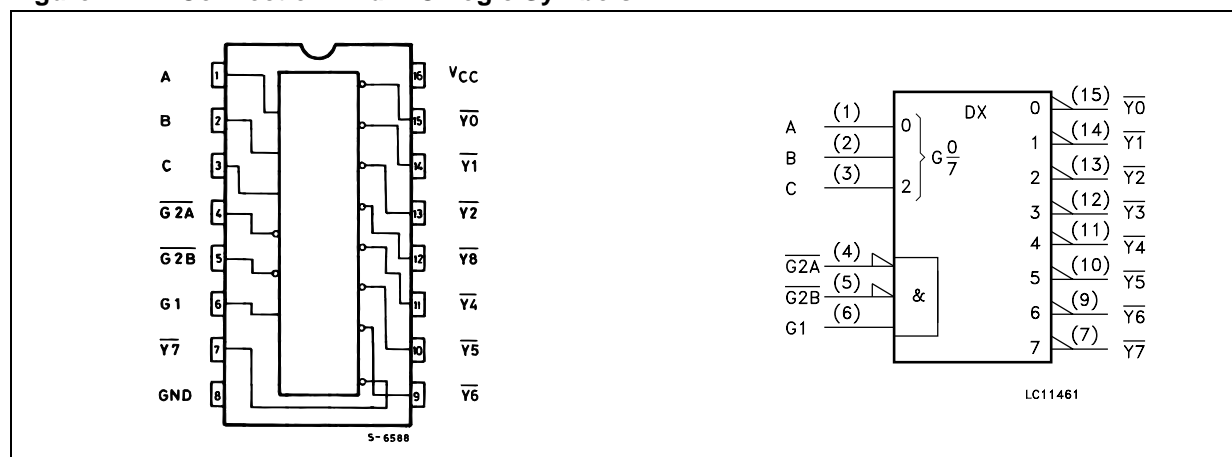 A 1 16 VCC
B 2 15 Y0
C 3 14 Y1
G2A 4 13 Y2
G2B 5 12 Y8
G1 6 11 Y4
Y7 7 10 Y5
GND 8 9 Y6
S-6588
DX
A (1) 0
B (2) G 0/7
C (3) 2
G2A (4)
G2B (5) &
G1 (6)
0 (15) Y0
1 (14) Y1
2 (13) Y2
3 (12) Y3
4 (11) Y4
5 (10) Y5
6 (9) Y6
7 (7) Y7
LC11461